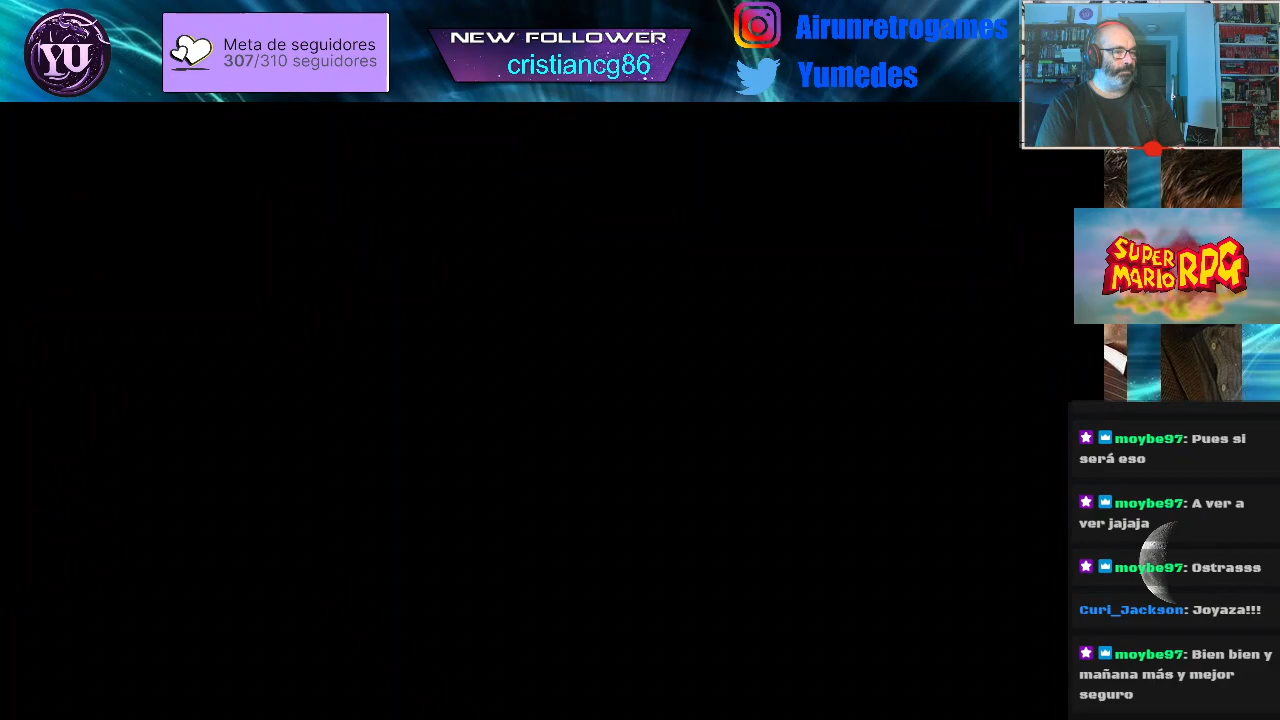 YU
Meta de seguidores
307/310 seguidores
NEW FOLLOWER
cristiancg86
Airunretrogames
Yumedes
SUPER
MARIO RPG
moybe97: Pues si
será eso
moybe97: A ver a
ver jajaja
moybe97: Ostrasss
Curi_Jackson: Joyaza!!!
moybe97: Bien bien y
mañana más y mejor
seguro